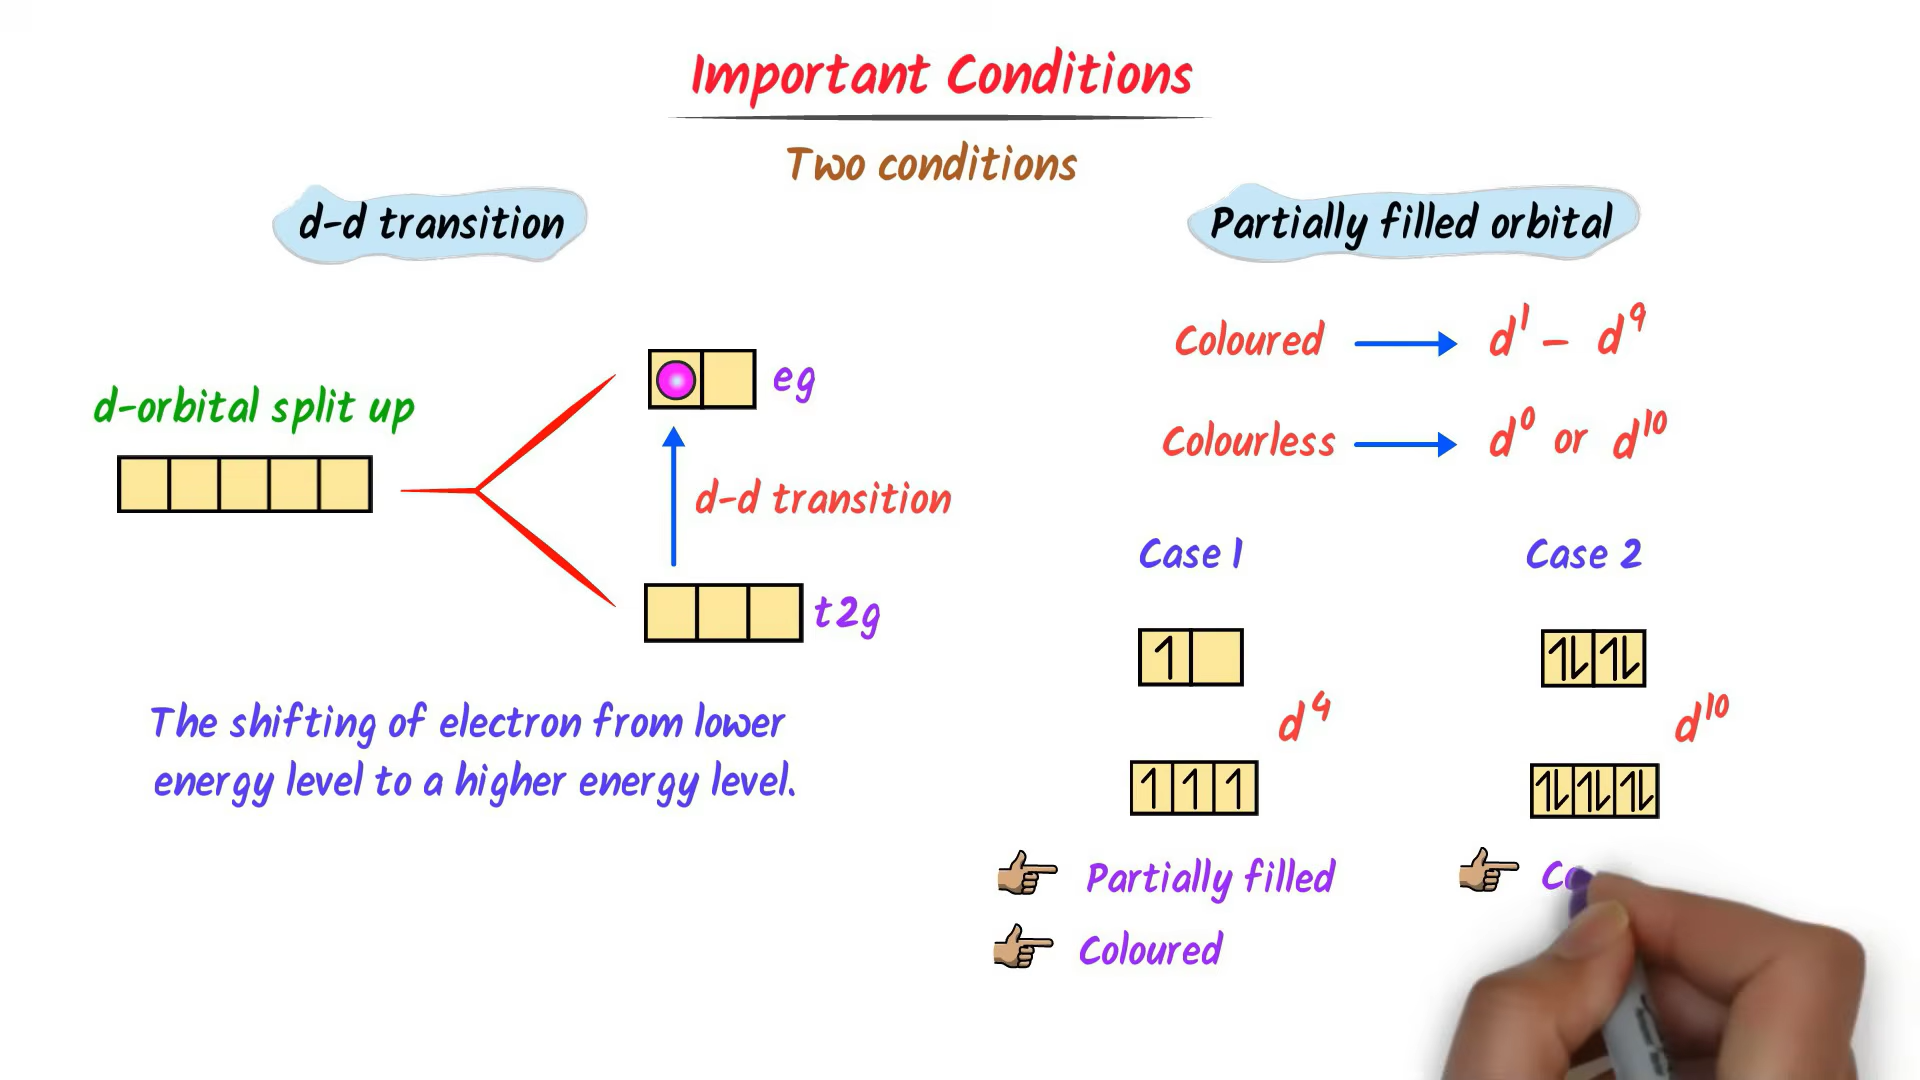 Important Conditions
Two conditions
d-d transition
d-orbital split up
eg
d-d transition
t2g
The shifting of electron from lower
energy level to a higher energy level.
Partially filled orbital
Coloured → d¹ – d⁹
Colourless → d⁰ or d¹⁰
Case 1
d⁴
Partially filled
Coloured
Case 2
d¹⁰